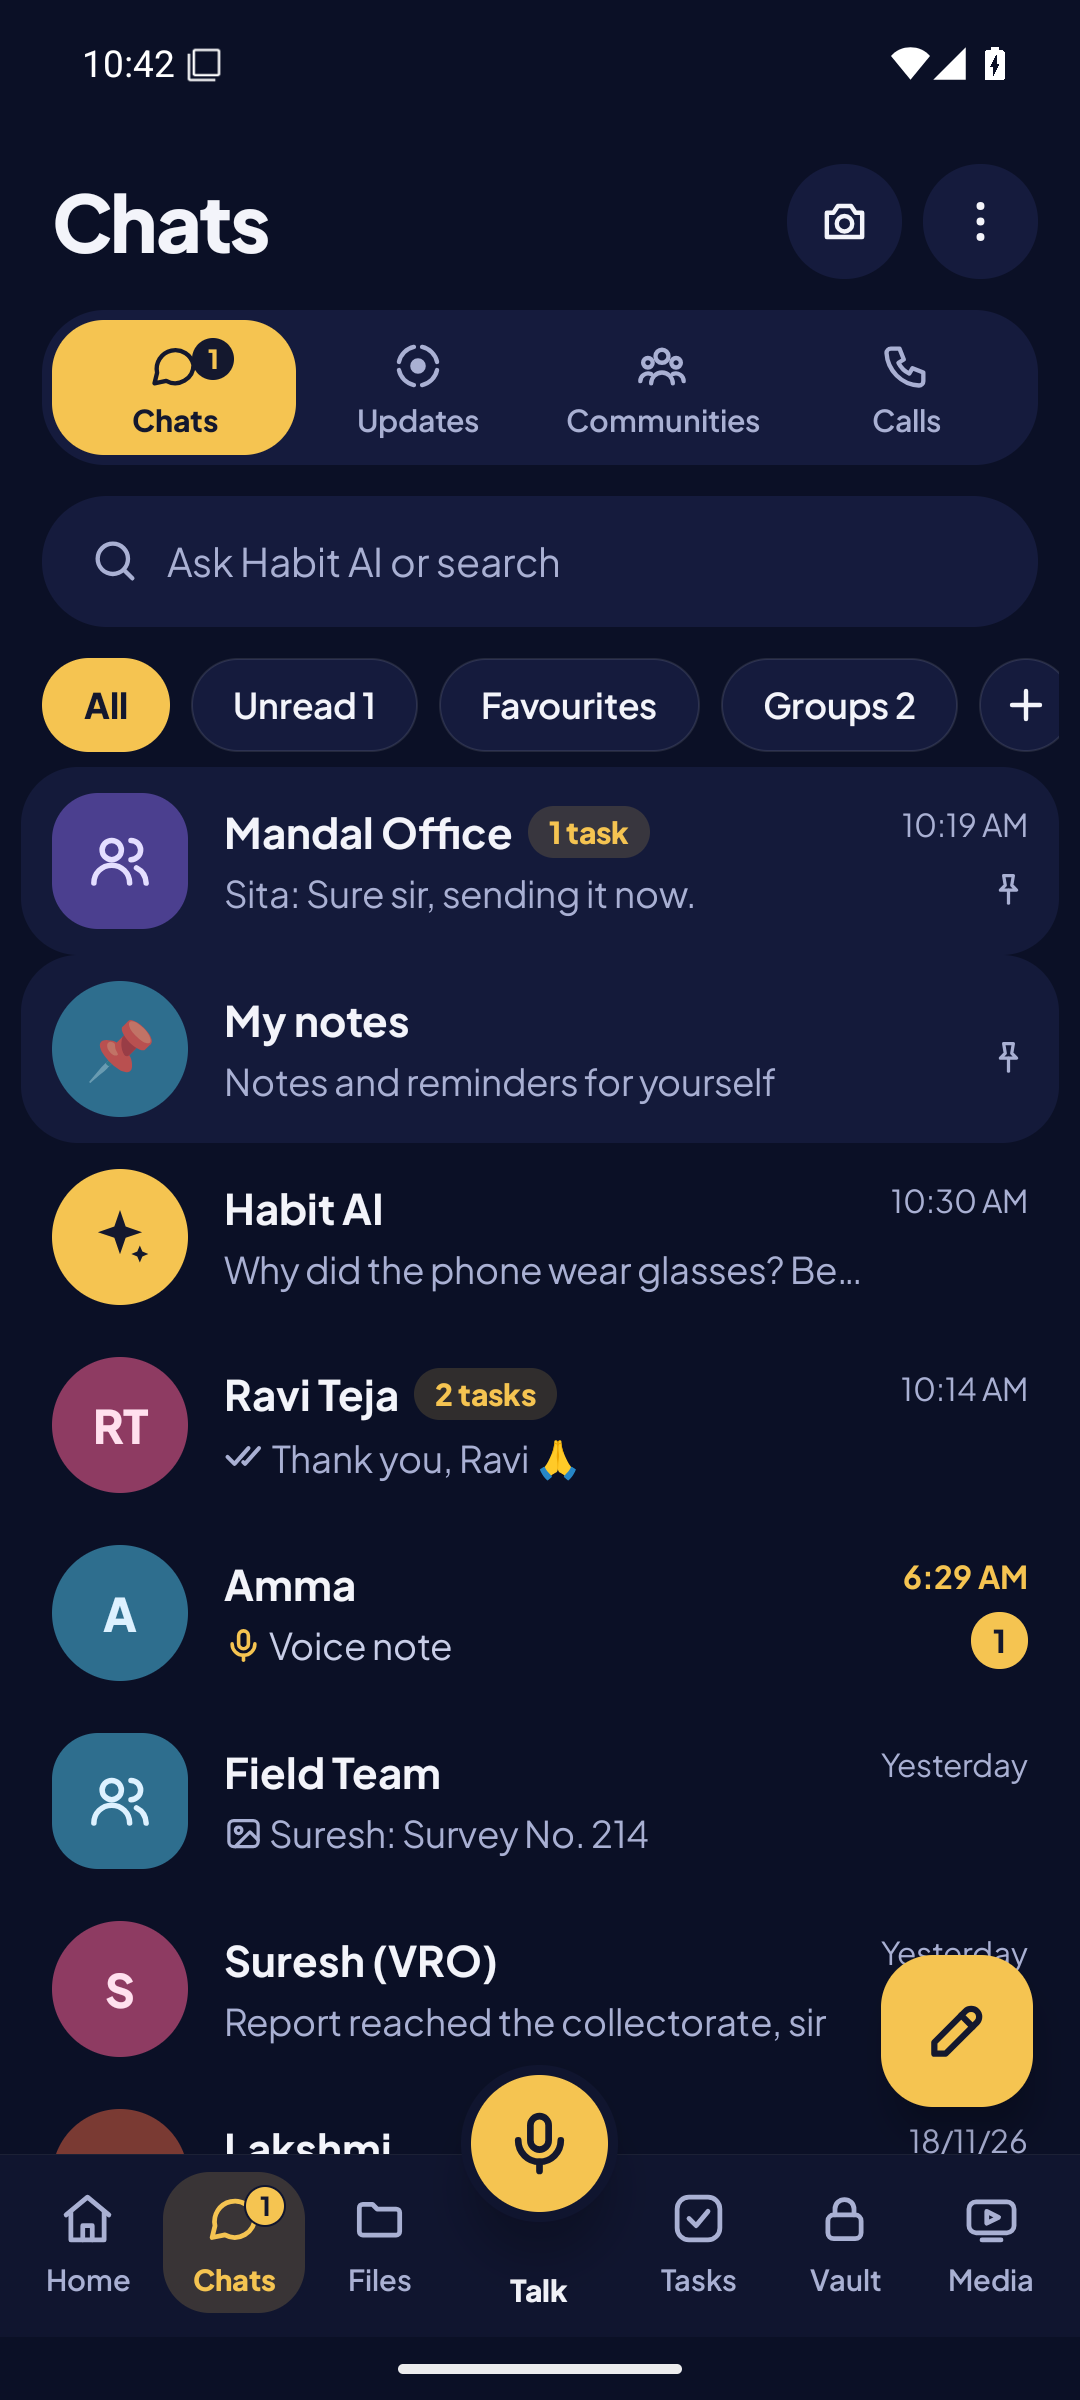 10:42
Chats
1
Chats
Updates
Communities
Calls
Ask Habit AI or search
All
Unread 1
Favourites
Groups 2
Mandal Office
1 task
10:19 AM
Sita: Sure sir, sending it now.
My notes
Notes and reminders for yourself
Habit AI
10:30 AM
Why did the phone wear glasses? Be...
RT
Ravi Teja
2 tasks
10:14 AM
Thank you, Ravi 🙏
A
Amma
6:29 AM
Voice note
1
Field Team
Yesterday
Suresh: Survey No. 214
S
Suresh (VRO)
Yesterday
Report reached the collectorate, sir
Lakshmi
18/11/26
Home
1
Chats
Files
Talk
Tasks
Vault
Media